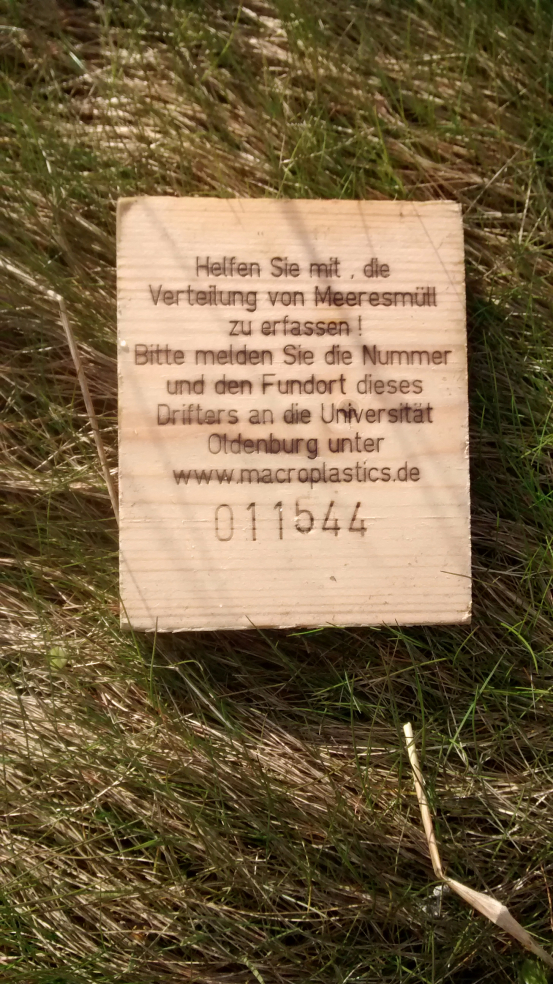 Helfen Sie mit , die
Verteilung von Meeresmüll
zu erfassen !
Bitte melden Sie die Nummer
und den Fundort dieses
Drifters an die Universität
Oldenburg unter
www.macroplastics.de
011544